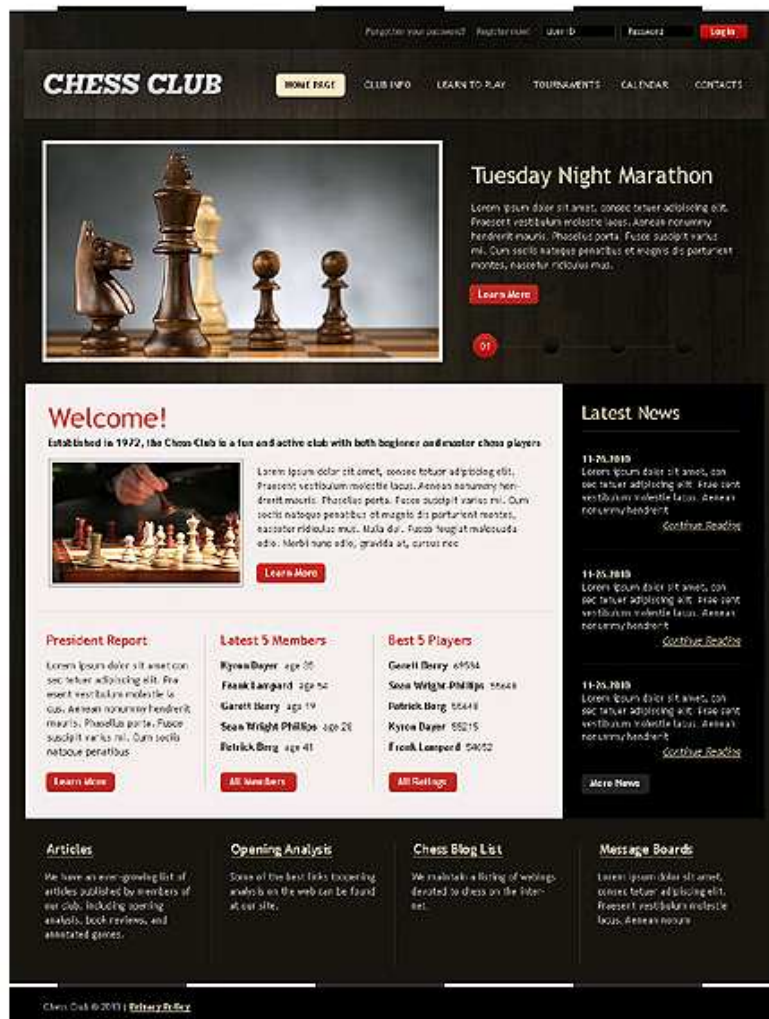 Forgotten your password? Register now! User ID Password Log In
CHESS CLUB
HOME PAGE CLUB INFO LEARN TO PLAY TOURNAMENTS CALENDAR CONTACTS
Tuesday Night Marathon
Lorem ipsum dolor sit amet, consec tetuer adipiscing elit.
Praesent vestibulum molestie lacus. Aenean nonummy
hendrerit mauris. Phasellus porta. Fusce suscipit varius
mi. Cum sociis natoque penatibus et magnis dis parturient
montes, nascetur ridiculus mus.
Learn More
01
Welcome!
Established in 1972, the Chess Club is a fun and active club with both beginner and master chess players
Lorem ipsum dolor sit amet, consec tetuer adipiscing elit.
Praesent vestibulum molestie lacus. Aenean nonummy hen-
drerit mauris. Phasellus porta. Fusce suscipit varius mi. Cum
sociis natoque penatibus et magnis dis parturient montes,
nascetur ridiculus mus. Nulla dui. Fusce feugiat malesuada
odio. Morbi nunc odio, gravida at, cursus nec
Learn More
President Report
Lorem ipsum dolor sit amet con
sec tetuer adipiscing elit. Pra
esent vestibulum molestie la
cus. Aenean nonummy hendrerit
mauris. Phasellus porta. Fusce
suscipit varius mi. Cum sociis
natoque penatibus
Learn More
Latest 5 Members
Kyron Dayer age 35
Frank Lampard age 54
Garett Berry age 19
Sean Wright-Phillips age 28
Patrick Berg age 41
All Members
Best 5 Players
Garett Berry
Sean Wright-Phillips 55648
Patrick Berg 55448
Kyron Dayer 55215
Frank Lampard 54052
All Ratings
Latest News
11-26.2010
Lorem ipsum dolor sit amet, con
sec tetuer adipiscing elit. Prae sent
vestibulum molestie lacus. Aenean
nonummy hendrerit
Continue Reading
11-25.2010
Lorem ipsum dolor sit amet, con
sec tetuer adipiscing elit. Prae sent
vestibulum molestie lacus. Aenean
nonummy hendrerit
Continue Reading
11-25.2010
Lorem ipsum dolor sit amet, con
sec tetuer adipiscing elit. Prae sent
vestibulum molestie lacus. Aenean
nonummy hendrerit
Continue Reading
More News
Articles
We have an ever-growing list of
articles published by members of
our club, including opening
analysis, book reviews, and
annotated games.
Opening Analysis
Some of the best links to opening
analysis on the web can be found
at our site.
Chess Blog List
We maintain a listing of weblogs
devoted to chess on the inter-
net.
Message Boards
Lorem ipsum dolor sit amet,
consec tetuer adipiscing elit.
Praesent vestibulum molestie
lacus. Aenean nonum
Chess Club © 2010 | Privacy Policy